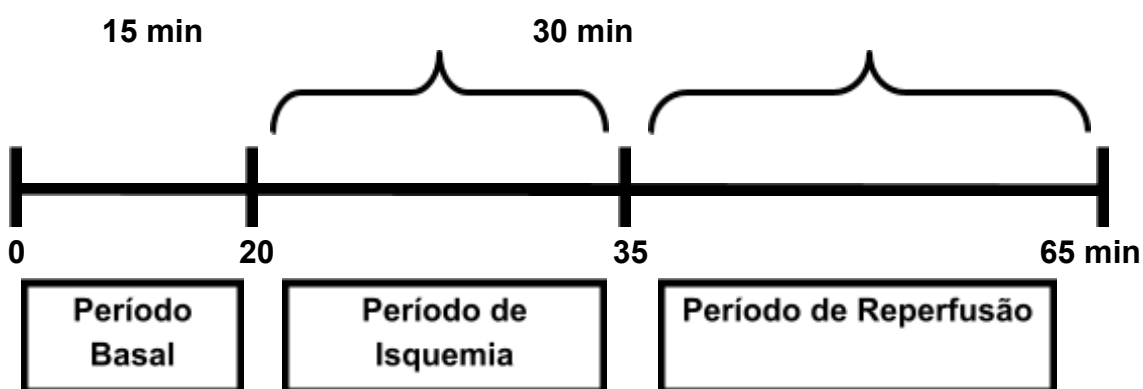 15 min 30 min
0 20 35 65 min
Período Basal
Período de Isquemia
Período de Reperfusão